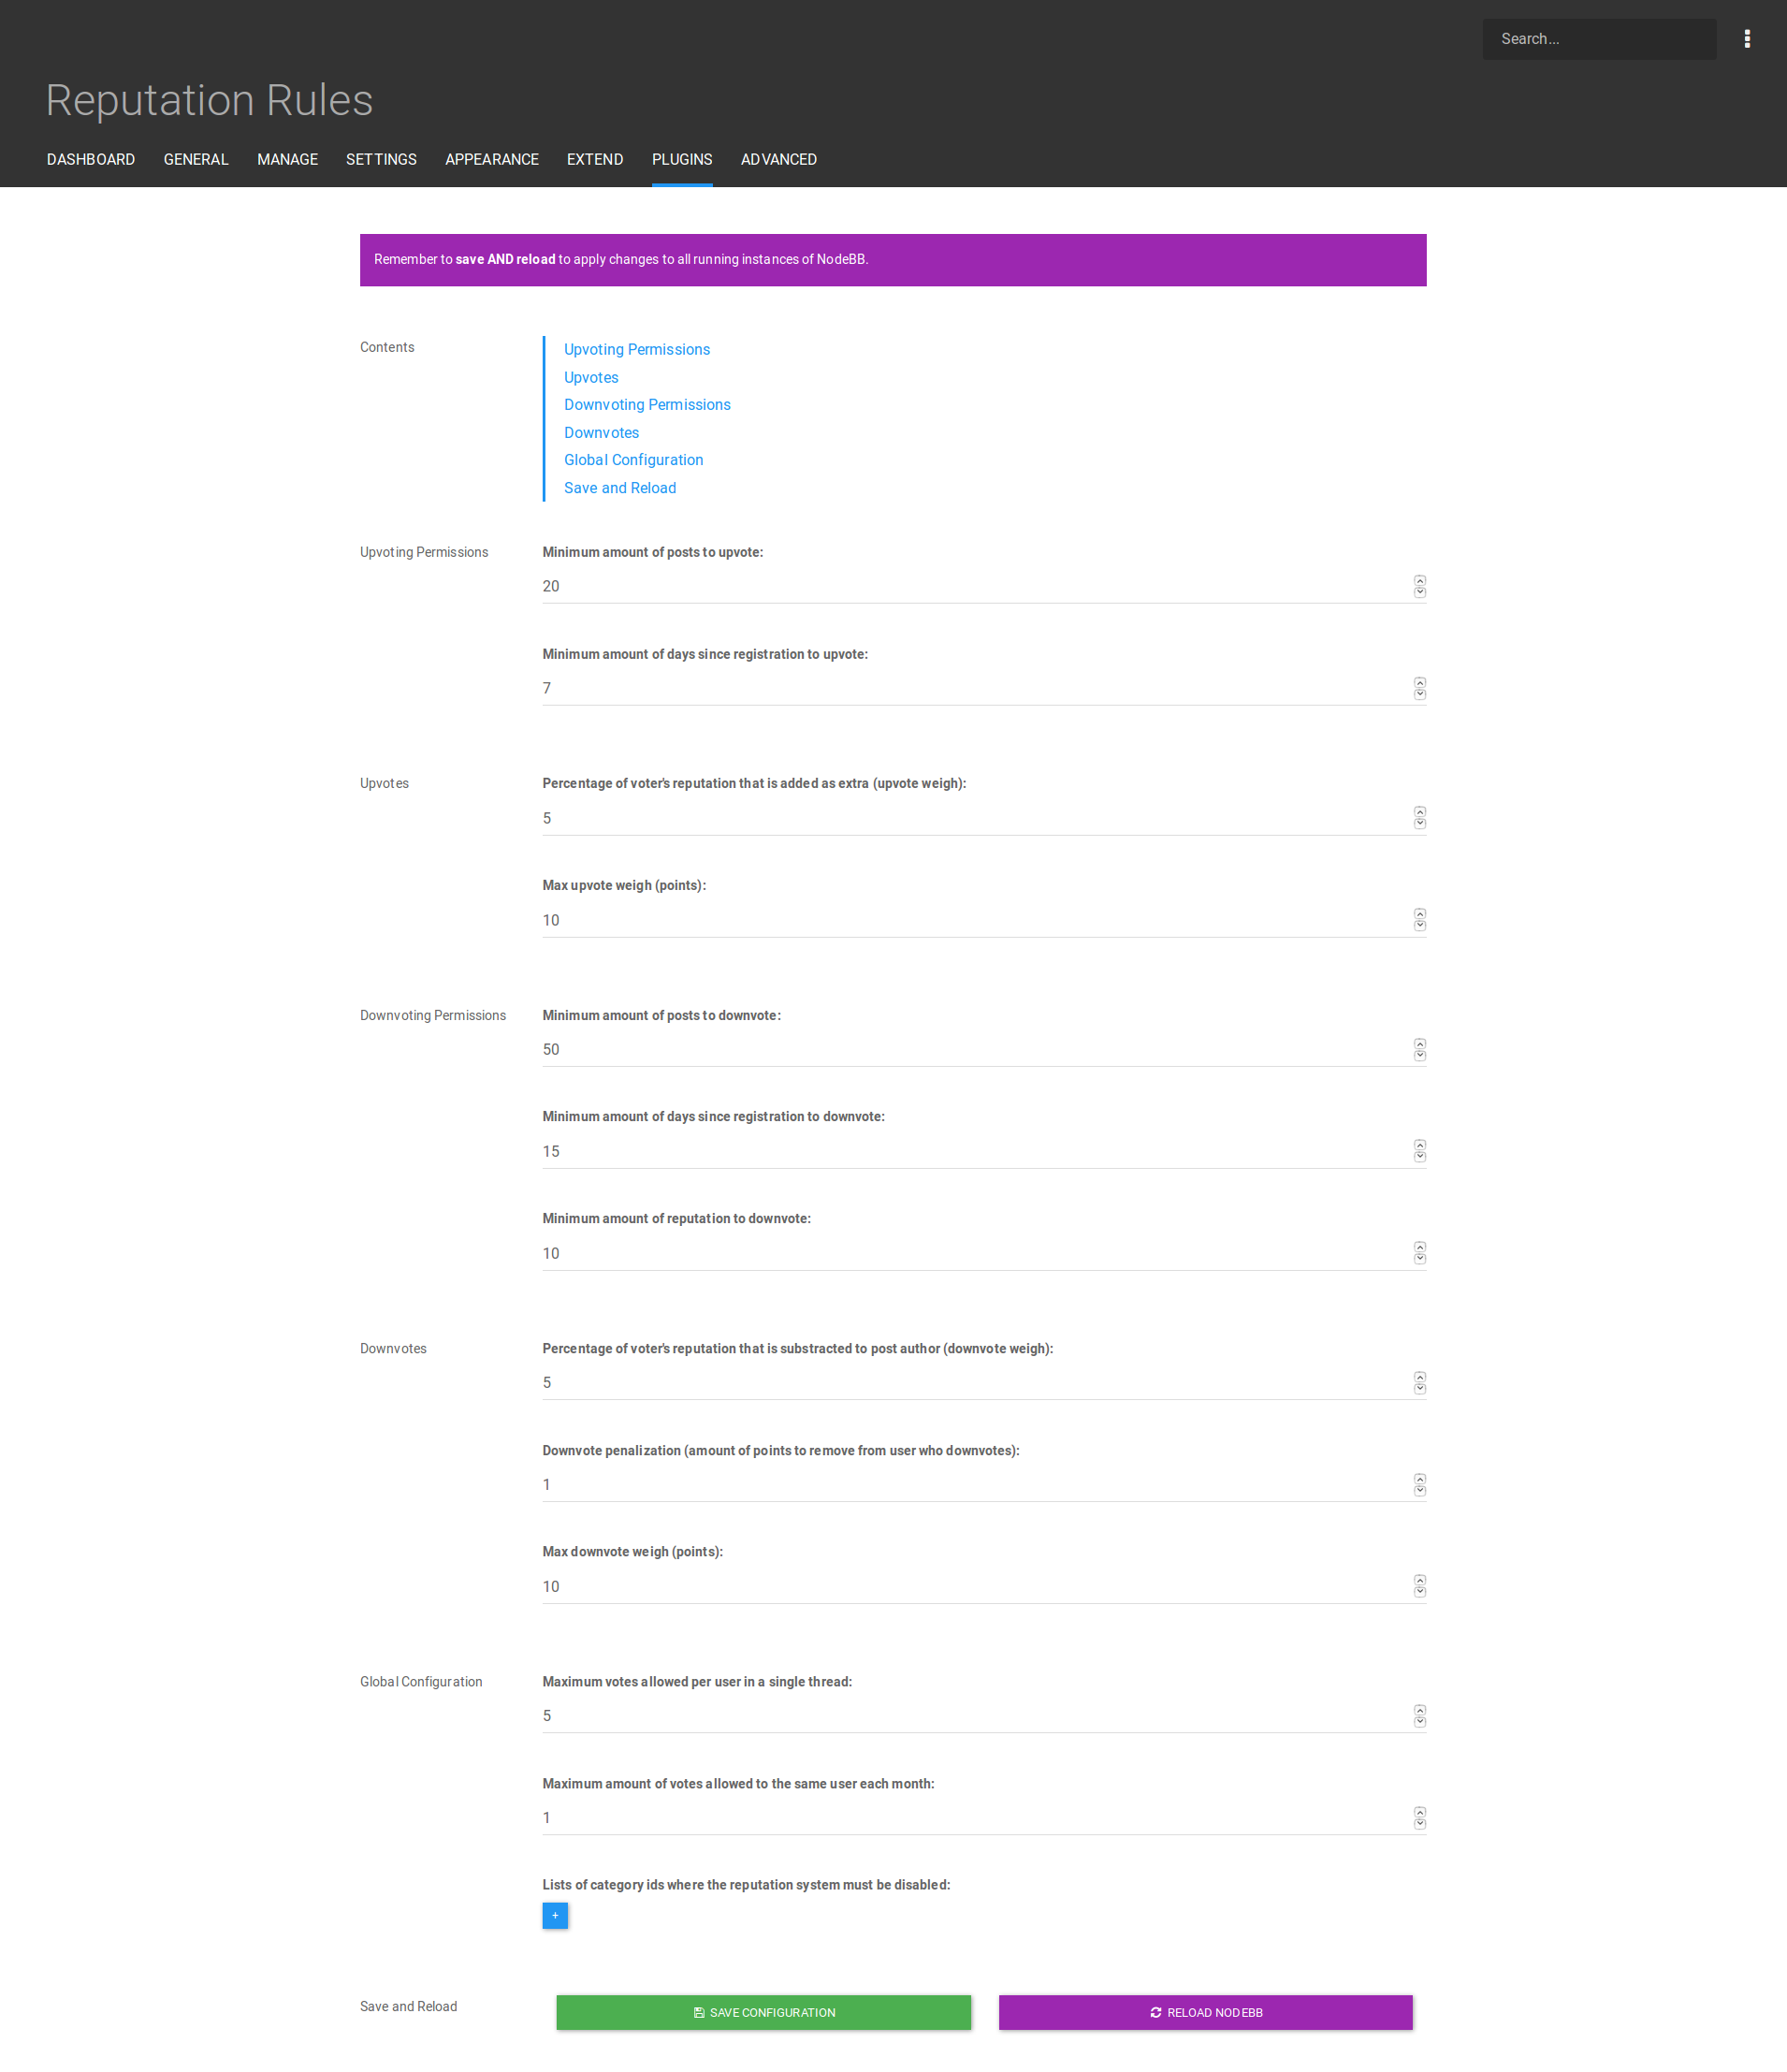 Search...
Reputation Rules
DASHBOARD GENERAL MANAGE SETTINGS APPEARANCE EXTEND PLUGINS ADVANCED
Remember to save AND reload to apply changes to all running instances of NodeBB.
Contents
Upvoting Permissions
Upvotes
Downvoting Permissions
Downvotes
Global Configuration
Save and Reload
Upvoting Permissions
Minimum amount of posts to upvote:
20
Minimum amount of days since registration to upvote:
7
Upvotes
Percentage of voter's reputation that is added as extra (upvote weigh):
5
Max upvote weigh (points):
10
Downvoting Permissions
Minimum amount of posts to downvote:
50
Minimum amount of days since registration to downvote:
15
Minimum amount of reputation to downvote:
10
Downvotes
Percentage of voter's reputation that is substracted to post author (downvote weigh):
5
Downvote penalization (amount of points to remove from user who downvotes):
1
Max downvote weigh (points):
10
Global Configuration
Maximum votes allowed per user in a single thread:
5
Maximum amount of votes allowed to the same user each month:
1
Lists of category ids where the reputation system must be disabled:
+
Save and Reload
SAVE CONFIGURATION
RELOAD NODEBB